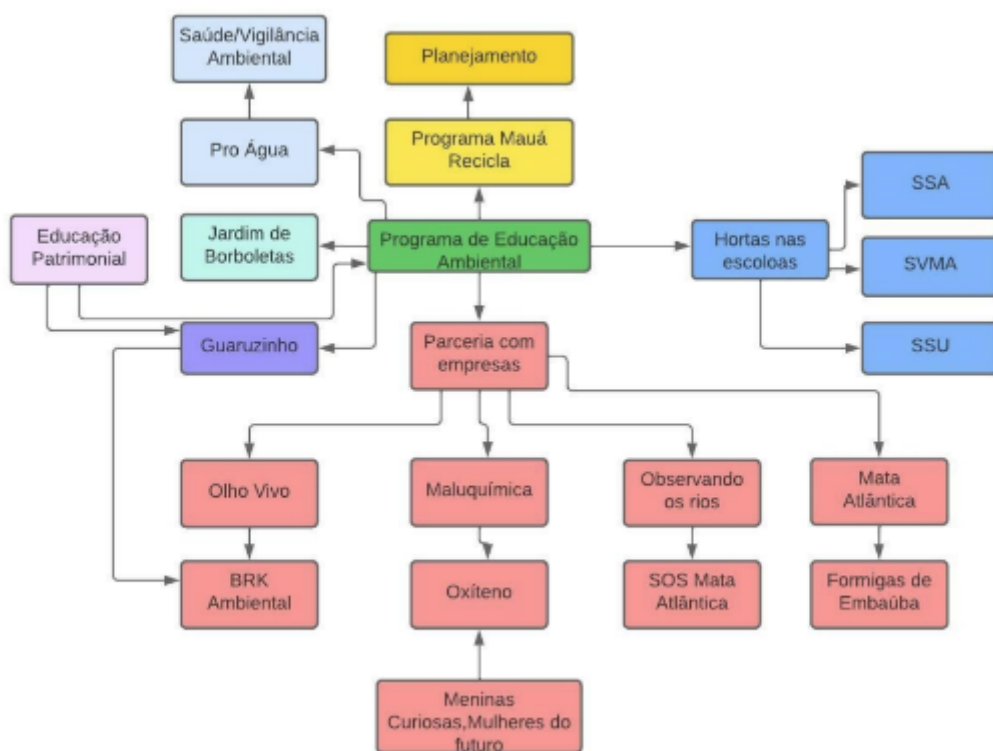 Saúde/Vigilância
Ambiental
Planejamento
Pro Água
Programa Mauá
Recicla
SSA
Educação
Patrimonial
Jardim de
Borboletas
Programa de Educação
Ambiental
Hortas nas
escoloas
SVMA
Guaruzinho
Parceria com
empresas
SSU
Olho Vivo
Maluquímica
Observando
os rios
Mata
Atlântica
BRK
Ambiental
Oxíteno
SOS Mata
Atlântica
Formigas de
Embaúba
Meninas
Curiosas,Mulheres do
futuro